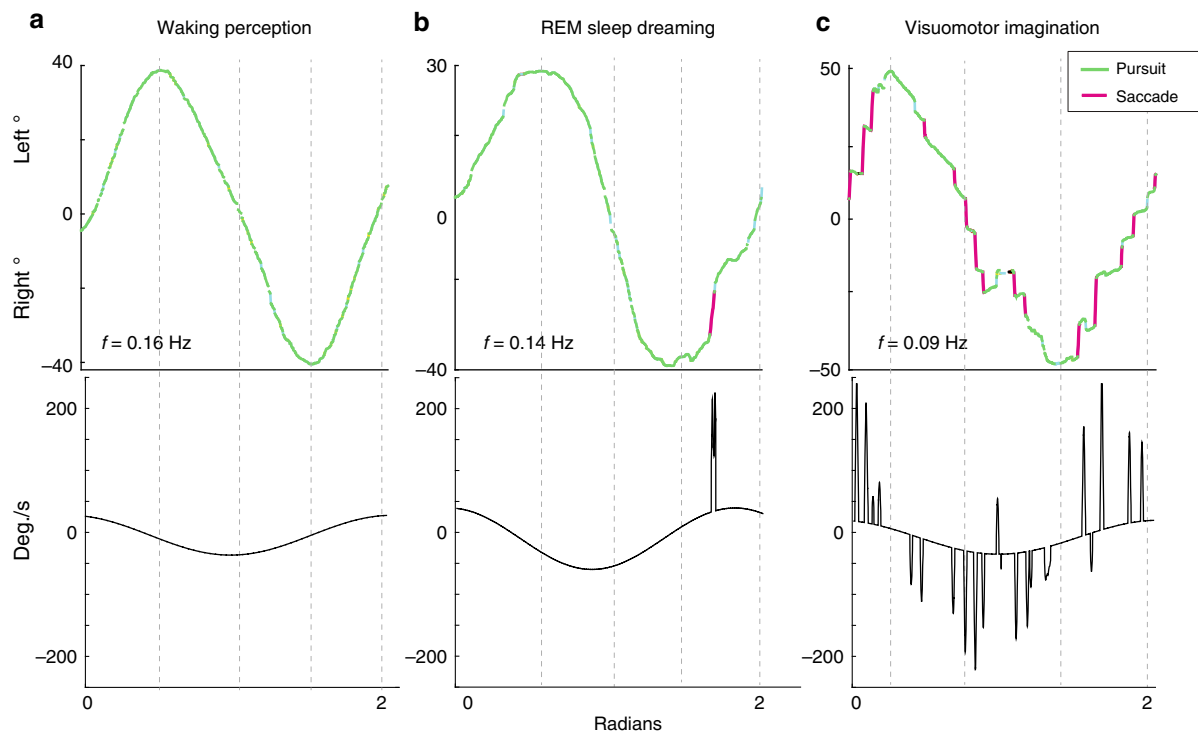 a
Waking perception
b
REM sleep dreaming
c
Visuomotor imagination
Pursuit
Saccade
Left °
Right °
40
0
−40
f = 0.16 Hz
30
0
−40
f = 0.14 Hz
50
0
−50
f = 0.09 Hz
Deg./s
200
0
−200
0
2
200
0
−200
0
2
200
0
−200
0
2
Radians